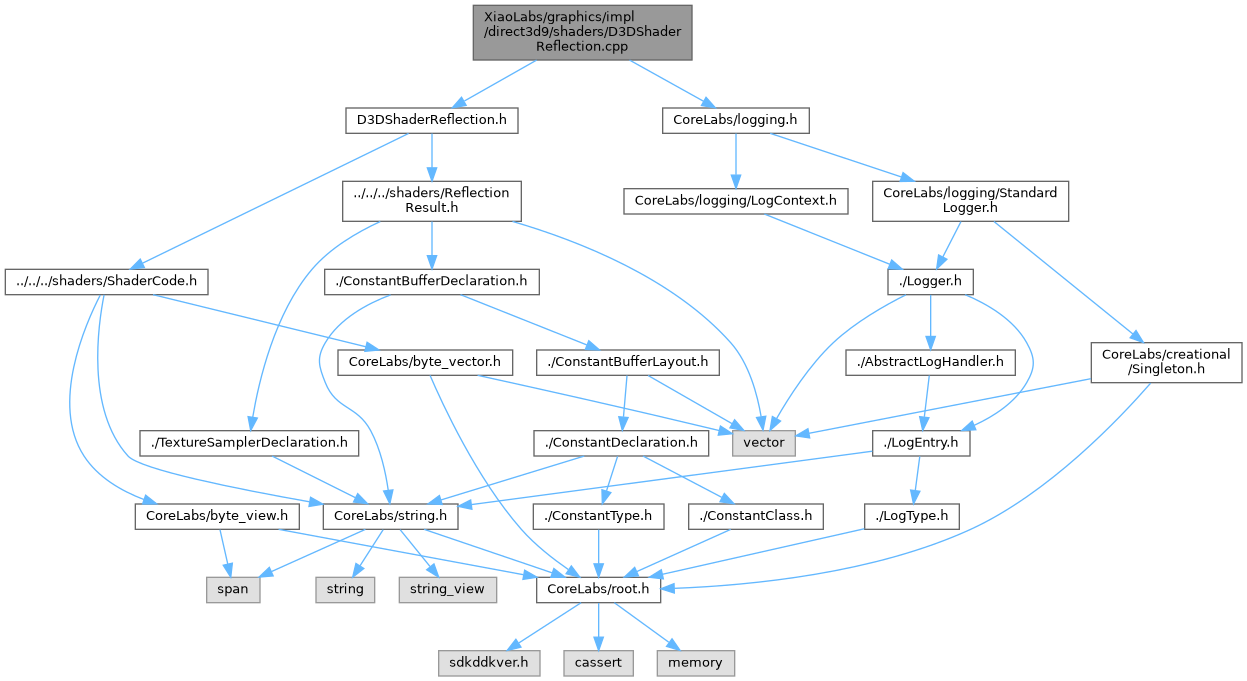 XiaoLabs/graphics/impl
/direct3d9/shaders/D3DShader
Reflection.cpp
D3DShaderReflection.h
CoreLabs/logging.h
../../../shaders/Reflection
Result.h
CoreLabs/logging/LogContext.h
CoreLabs/logging/Standard
Logger.h
../../../shaders/ShaderCode.h
./ConstantBufferDeclaration.h
./Logger.h
CoreLabs/byte_vector.h
./ConstantBufferLayout.h
./AbstractLogHandler.h
CoreLabs/creational
/Singleton.h
./TextureSamplerDeclaration.h
./ConstantDeclaration.h
vector
./LogEntry.h
CoreLabs/byte_view.h
CoreLabs/string.h
./ConstantType.h
./ConstantClass.h
./LogType.h
span
string
string_view
CoreLabs/root.h
sdkddkver.h
cassert
memory